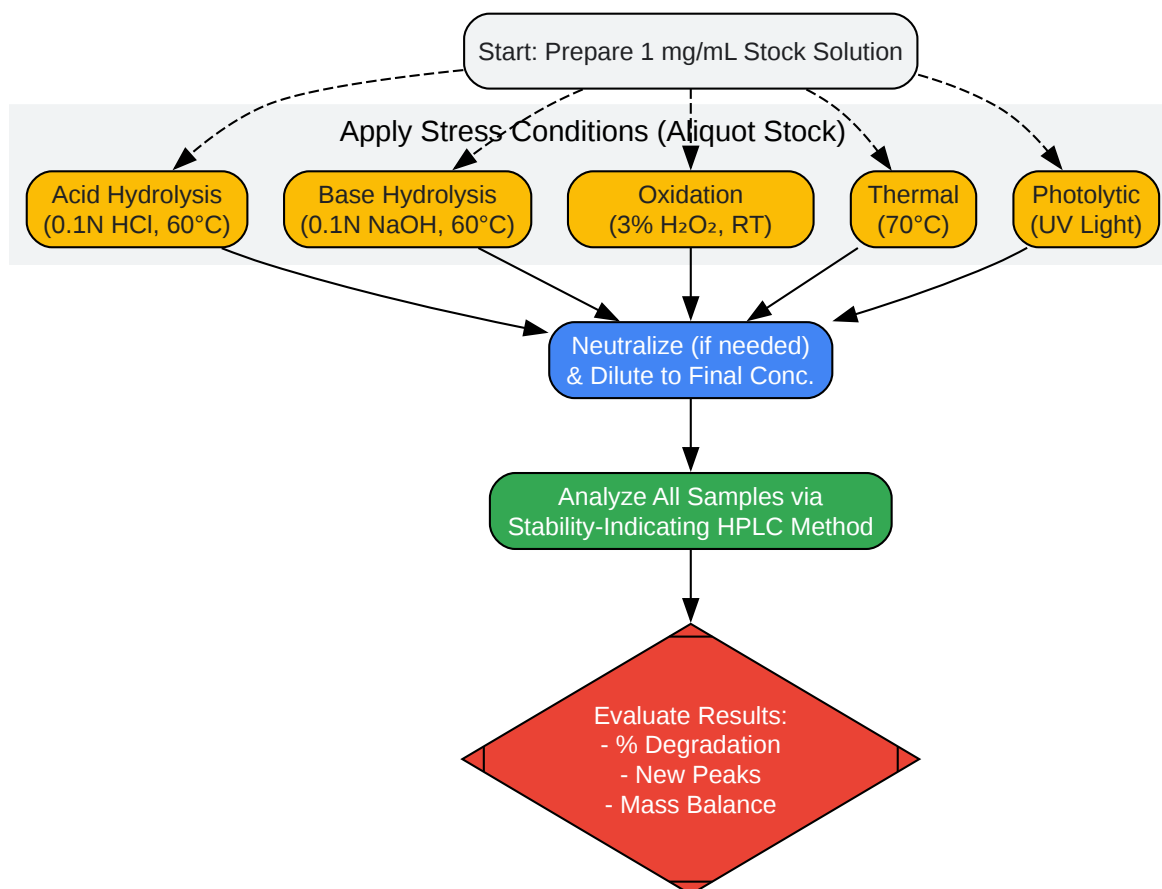 Start: Prepare 1 mg/mL Stock Solution
Apply Stress Conditions (Aliquot Stock)
Acid Hydrolysis
(0.1N HCl, 60°C)
Base Hydrolysis
(0.1N NaOH, 60°C)
Oxidation
(3% H₂O₂, RT)
Thermal
(70°C)
Photolytic
(UV Light)
Neutralize (if needed)
& Dilute to Final Conc.
Analyze All Samples via
Stability-Indicating HPLC Method
Evaluate Results:
- % Degradation
- New Peaks
- Mass Balance